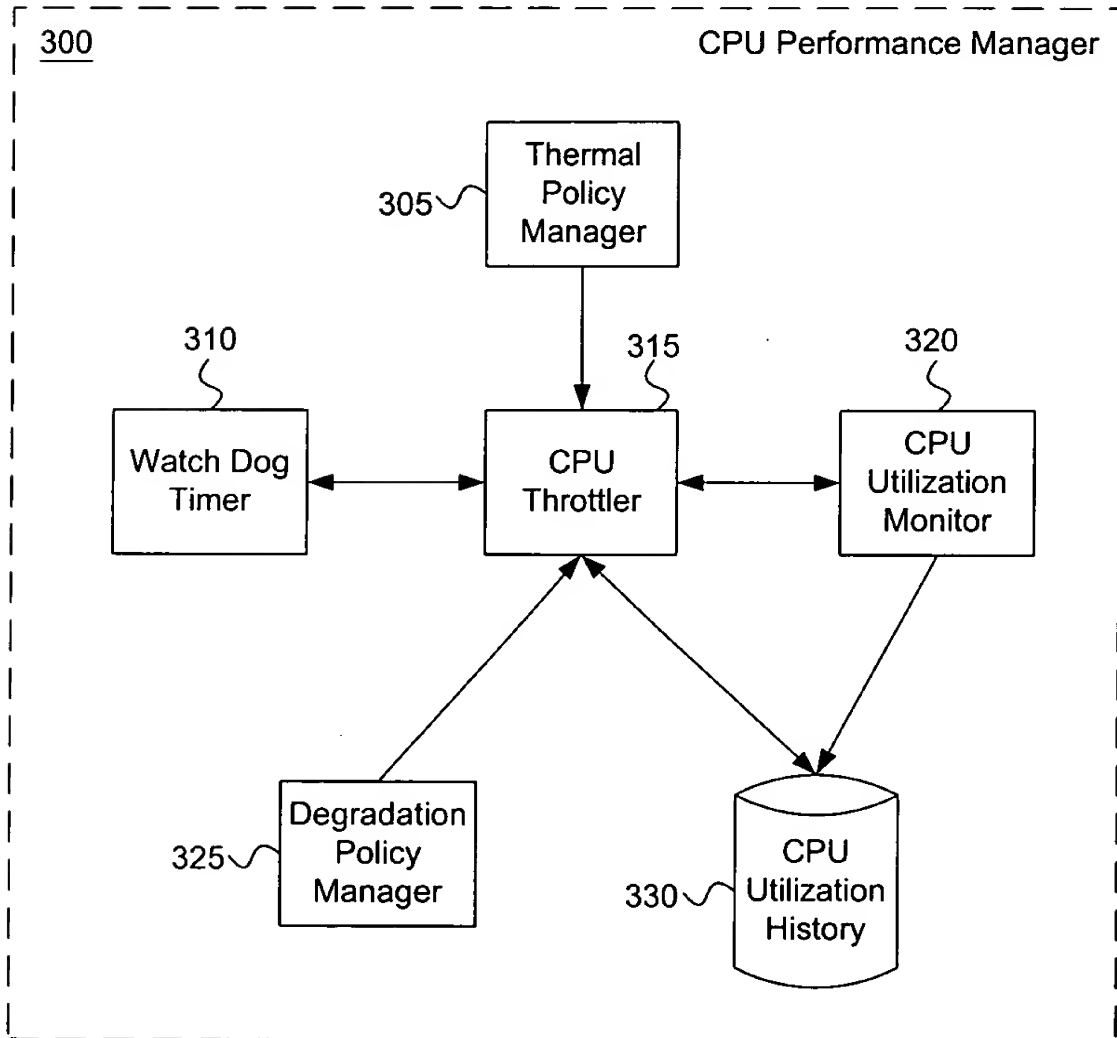 300
CPU Performance Manager
Thermal
Policy
Manager
305
310
315
320
Watch Dog
Timer
CPU
Throttler
CPU
Utilization
Monitor
Degradation
Policy
Manager
325
CPU
Utilization
History
330